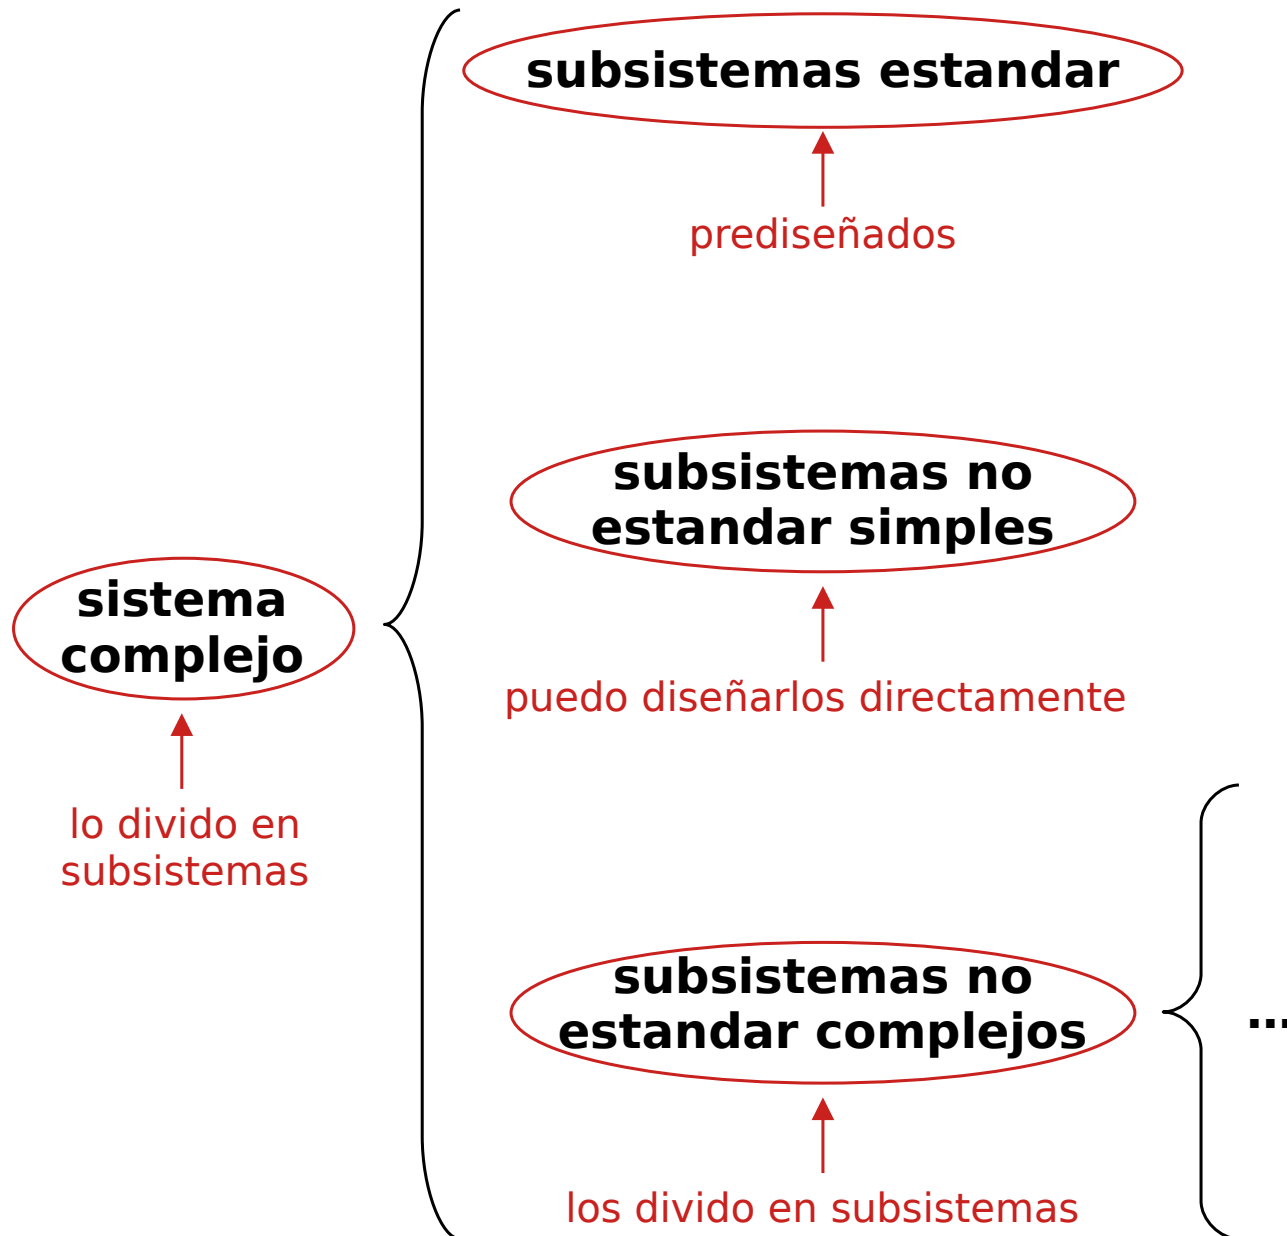 subsistemas estandar
prediseñados
subsistemas no
estandar simples
puedo diseñarlos directamente
sistema
complejo
lo divido en
subsistemas
subsistemas no
estandar complejos
...
los divido en subsistemas